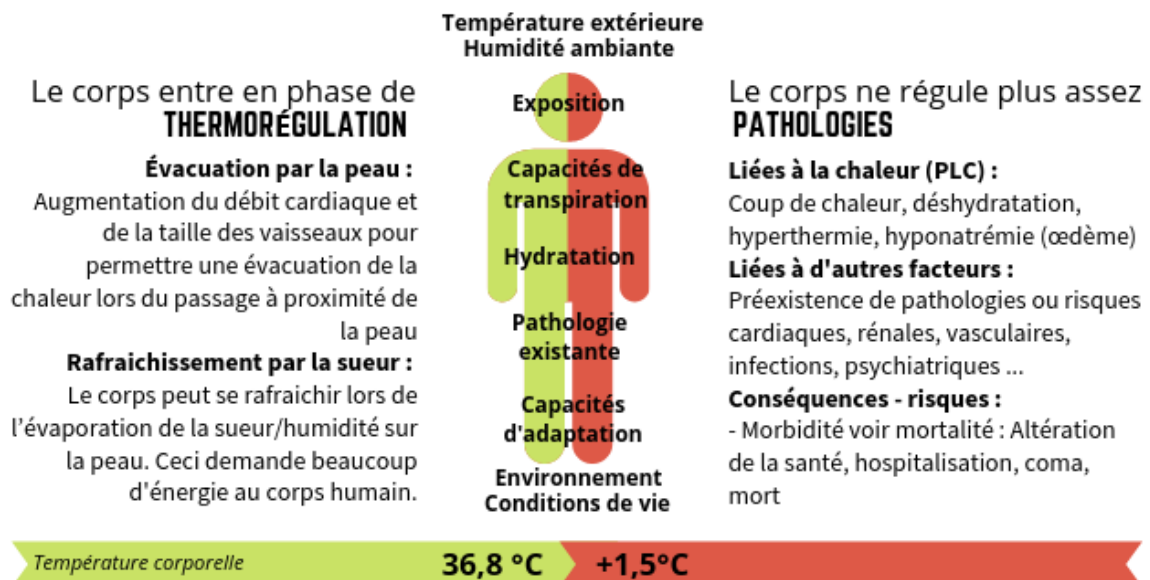 Température extérieure
Humidité ambiante
Le corps entre en phase de
THERMORÉGULATION
Évacuation par la peau :
Augmentation du débit cardiaque et
de la taille des vaisseaux pour
permettre une évacuation de la
chaleur lors du passage à proximité de
la peau
Rafraichissement par la sueur :
Le corps peut se rafraichir lors de
l'évaporation de la sueur/humidité sur
la peau. Ceci demande beaucoup
d'énergie au corps humain.
Exposition
Capacités de
transpiration
Hydratation
Pathologie
existante
Capacités
d'adaptation
Environnement
Conditions de vie
Le corps ne régule plus assez
PATHOLOGIES
Liées à la chaleur (PLC) :
Coup de chaleur, déshydratation,
hyperthermie, hyponatrémie (œdème)
Liées à d'autres facteurs :
Préexistence de pathologies ou risques
cardiaques, rénales, vasculaires,
infections, psychiatriques ...
Conséquences - risques :
- Morbidité voir mortalité : Altération
de la santé, hospitalisation, coma,
mort
Température corporelle
36,8 °C
+1,5°C